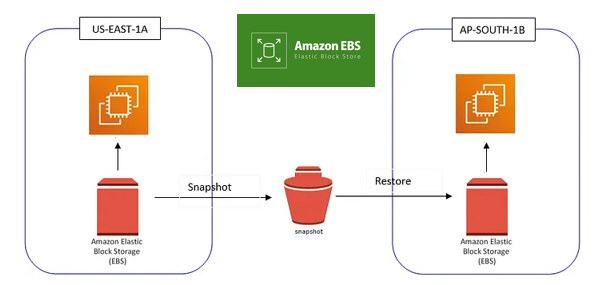 US-EAST-1A
Amazon EBS
Elastic Block Store
AP-SOUTH-1B
Snapshot
Restore
snapshot
Amazon Elastic
Block Storage
(EBS)
Amazon Elastic
Block Storage
(EBS)